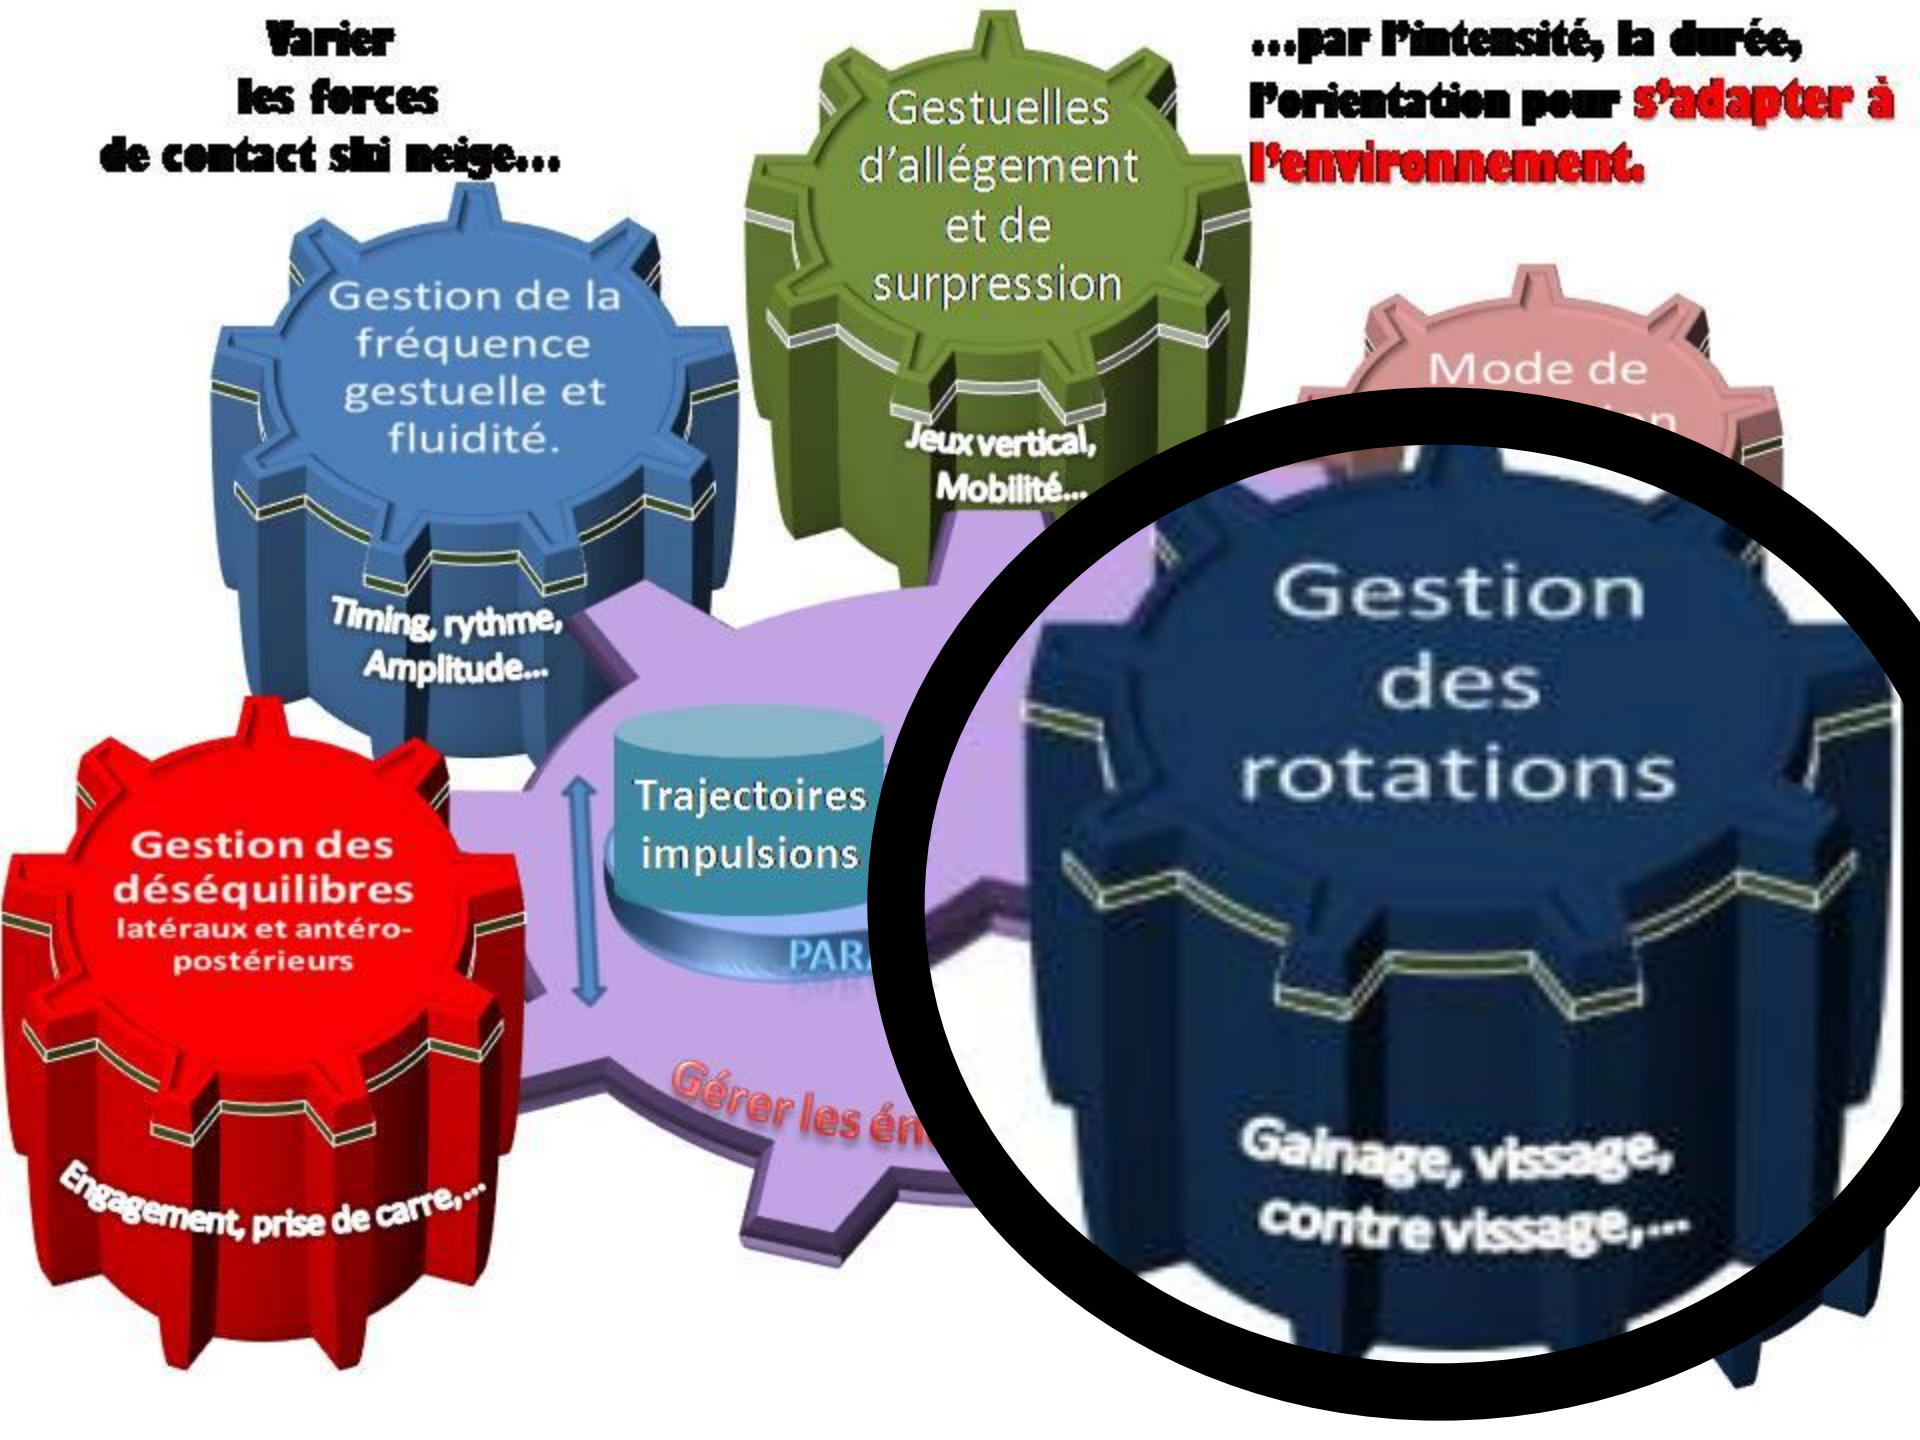 Varier
les forces
de contact ski neige...
...par l'intensité, la durée,
l'orientation pour s'adapter à
l'environnement.
Gestuelles
d'allégement
et de
surpression
Jeux vertical,
Mobilité...
Gestion de la
fréquence
gestuelle et
fluidité.
Timing, rythme,
Amplitude...
Mode de
Gestion
des
rotations
Gainage, vissage,
contre vissage,...
Trajectoires
impulsions
Gérer les
Gestion des
déséquilibres
latéraux et antéro-
postérieurs
Engagement, prise de carre,...